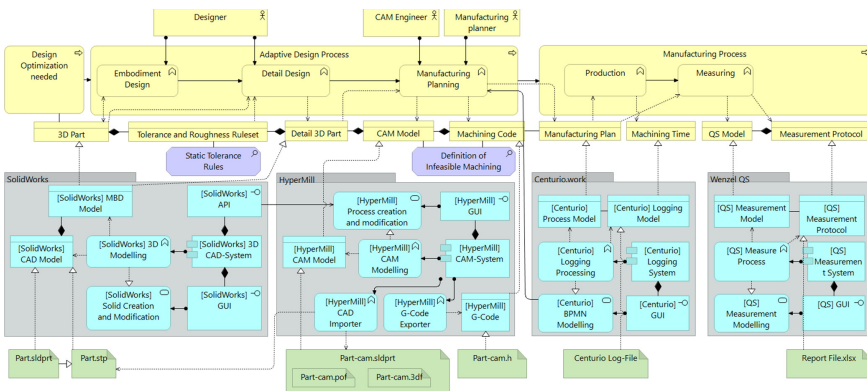 Designer
CAM Engineer
Manufacturing
planner
Design
Optimization
needed
Adaptive Design Process
Embodiment
Design
Detail Design
Manufacturing
Planning
Manufacturing Process
Production
Measuring
3D Part
Tolerance and Roughness Ruleset
Detail 3D Part
CAM Model
Machining Code
Manufacturing Plan
Machining Time
QS Model
Measurement Protocol
Static Tolerance
Rules
Definition of
Infeasible Machining
SolidWorks
[SolidWorks] MBD
Model
[SolidWorks]
API
[SolidWorks]
CAD Model
[SolidWorks] 3D
Modelling
[SolidWorks] 3D
CAD-System
[SolidWorks]
Solid Creation
and Modification
[SolidWorks]
GUI
HyperMill
[HyperMill]
Process creation
and modification
[HyperMill]
GUI
[HyperMill]
CAM Model
[HyperMill]
CAM
Modelling
[HyperMill]
CAM-System
[HyperMill]
CAD
Importer
[HyperMill]
G-Code
Exporter
[HyperMill]
G-Code
Centurio.work
[Centurio]
Process Model
[Centurio] Logging
Model
[Centurio]
Logging
Processing
[Centurio]
Logging
System
[Centurio]
BPMN
Modelling
[Centurio]
GUI
Wenzel QS
[QS]
Measurement
Model
[QS]
Measurement
Protocol
[QS] Measure
Process
[QS]
Measuremen
t System
[QS]
Measurement
Modelling
[QS] GUI
Part.sldprt
Part.stp
Part-cam.sldprt
Part-cam.pof
Part-cam.3df
Part-cam.h
Centurio Log-File
Report File.xlsx